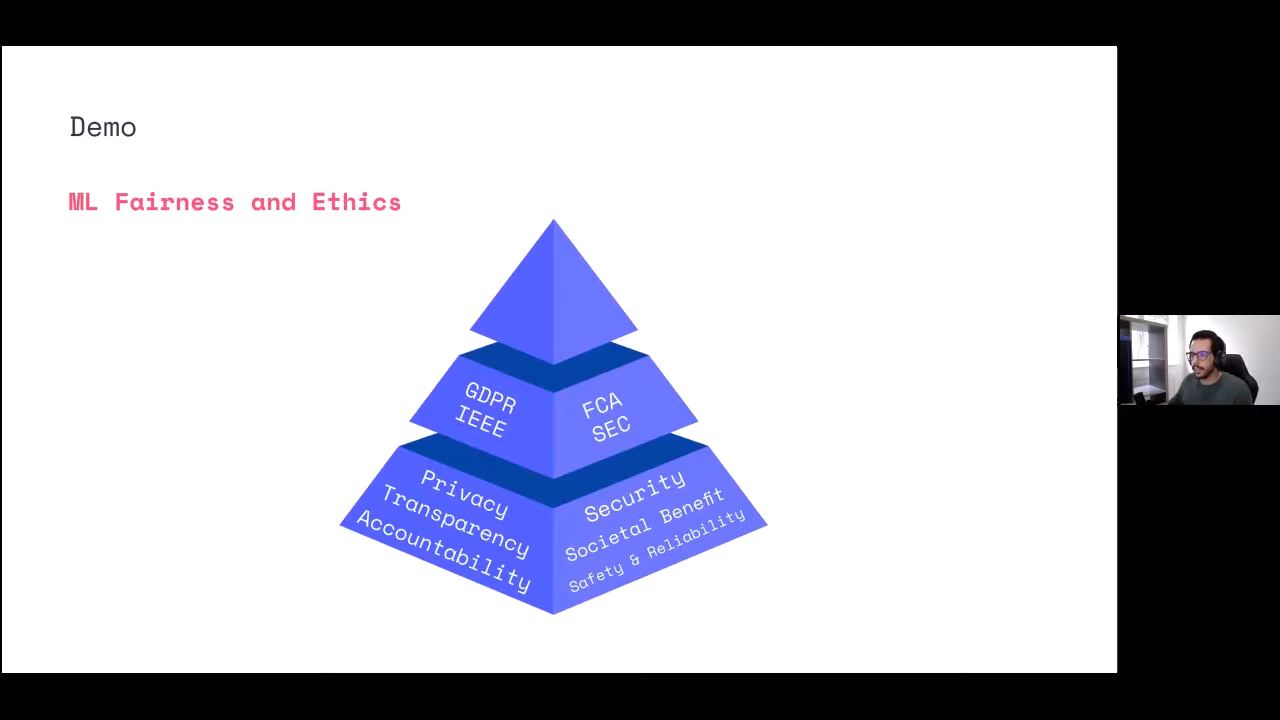 Demo
ML Fairness and Ethics
GDPR
IEEE
FCA
SEC
Privacy
Transparency
Accountability
Security
Societal Benefit
Safety & Reliability